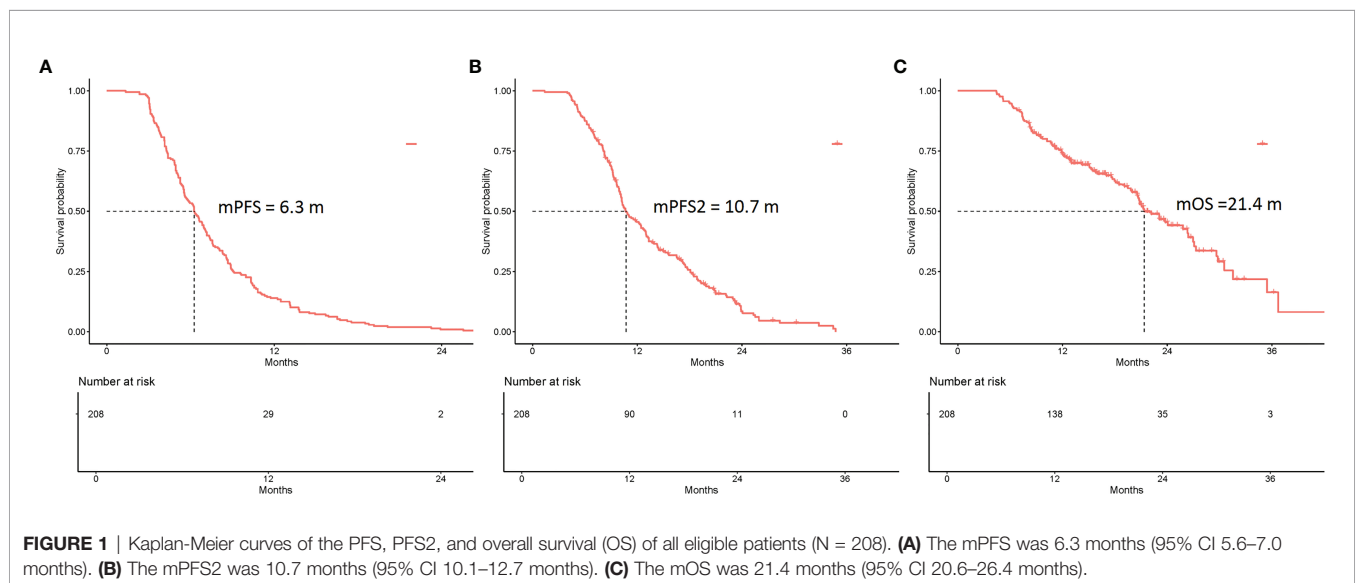 A
B
C
1.00
0.75
0.50
0.25
0.00
Survival probability
mPFS = 6.3 m
0
12
24
Months
1.00
0.75
0.50
0.25
0.00
Survival probability
mPFS2 = 10.7 m
0
12
24
36
Months
1.00
0.75
0.50
0.25
0.00
Survival probability
mOS =21.4 m
0
12
24
36
Months
Number at risk
208 29 2
0 12 24
Months
Number at risk
208 90 11 0
0 12 24 36
Months
Number at risk
208 138 35 3
0 12 24 36
Months
FIGURE 1 | Kaplan-Meier curves of the PFS, PFS2, and overall survival (OS) of all eligible patients (N = 208). (A) The mPFS was 6.3 months (95% CI 5.6–7.0
months). (B) The mPFS2 was 10.7 months (95% CI 10.1–12.7 months). (C) The mOS was 21.4 months (95% CI 20.6–26.4 months).